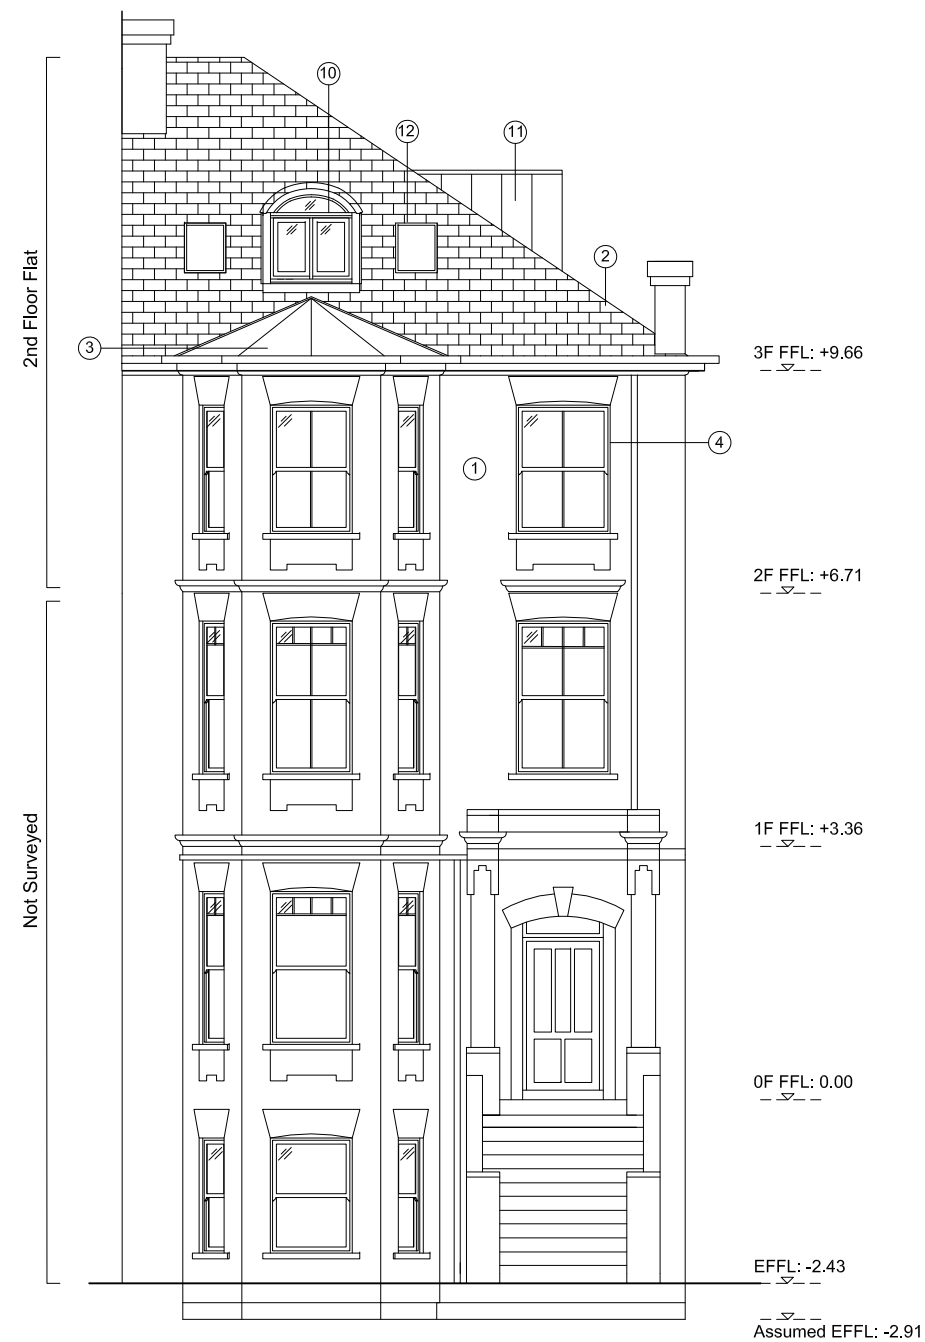 10
12
11
2
2nd Floor Flat
3
3F FFL: +9.66
4
1
2F FFL: +6.71
1F FFL: +3.36
Not Surveyed
0F FFL: 0.00
EFFL: -2.43
Assumed EFFL: -2.91